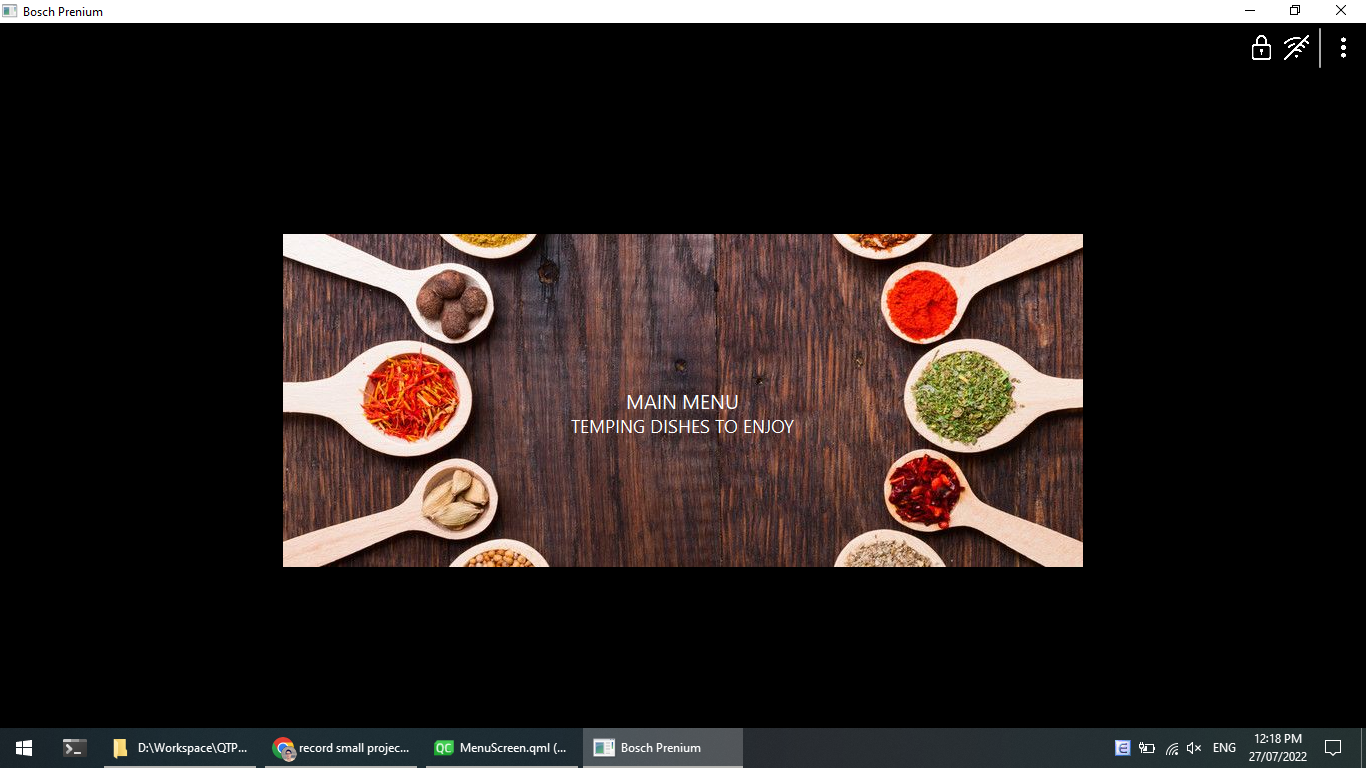 Bosch Prenium
MAIN MENU
TEMPING DISHES TO ENJOY
D:\Workspace\QTP...
record small projec...
QC
MenuScreen.qml (...
Bosch Prenium
E
ENG
12:18 PM
27/07/2022